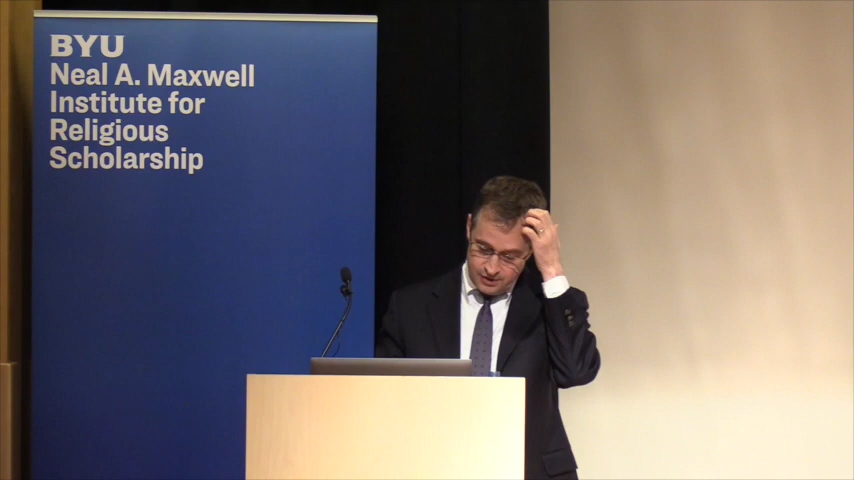 BYU
Neal A. Maxwell
Institute for
Religious
Scholarship